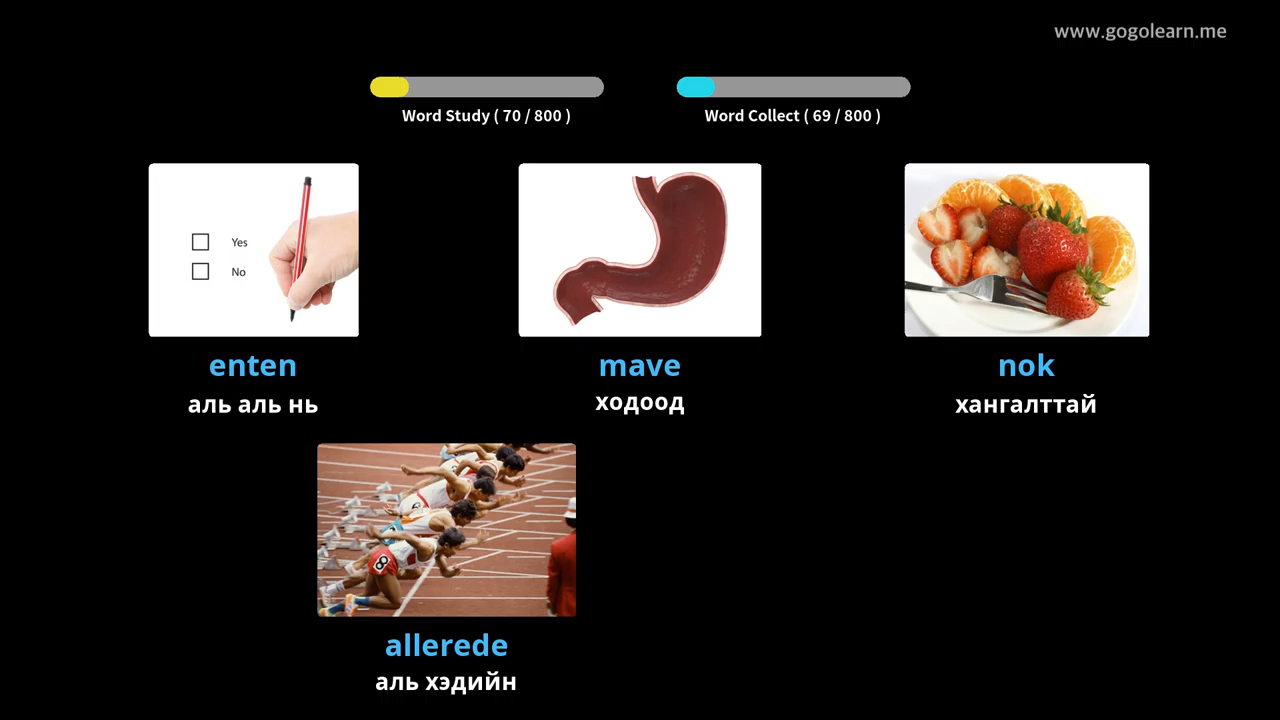 www.gogolearn.me
Word Study ( 70 / 800 )
Word Collect ( 69 / 800 )
Yes
No
enten
аль аль нь
mave
ходоод
nok
хангалттай
8
allerede
аль хэдийн